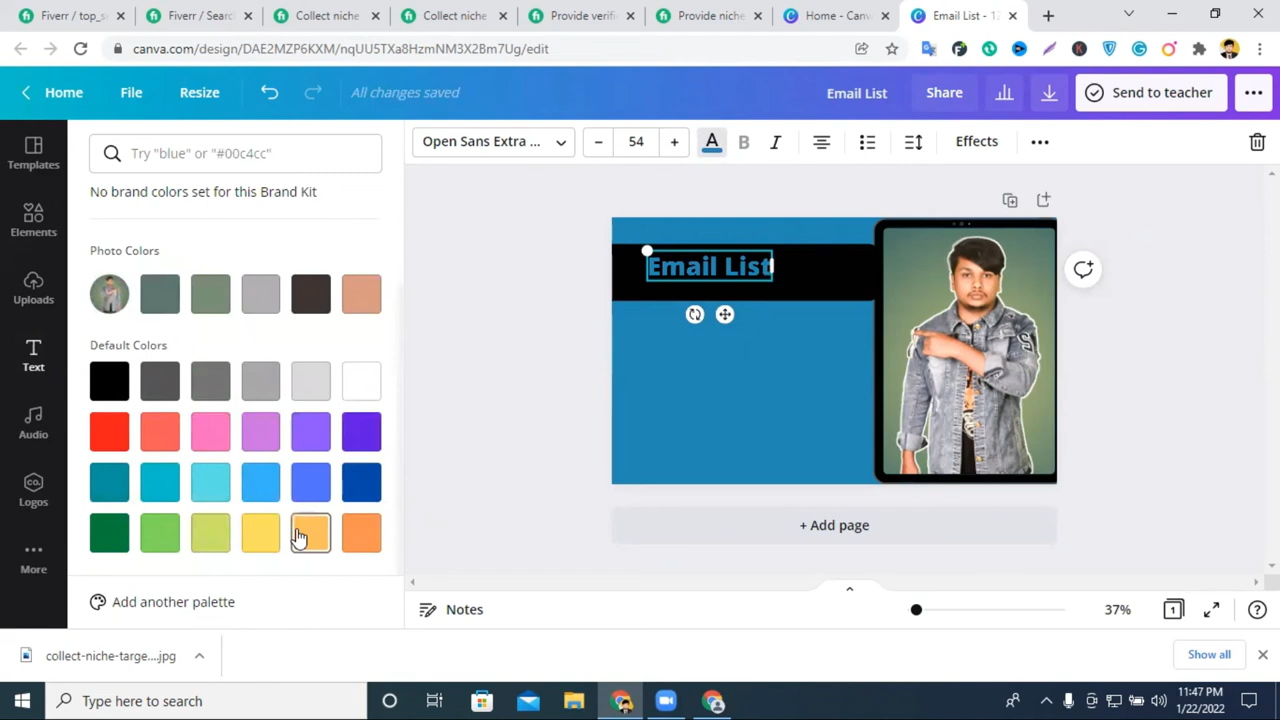 Fiverr / top_s
Fiverr / Search
Collect niche
Collect niche
Provide verifi
Provide niche
Home - Canv
Email List - 12
canva.com/design/DAE2MZP6KXM/nqUU5TXa8HzmNM3X2Bm7Ug/edit
Home
File
Resize
All changes saved
Email List
Share
Send to teacher
Templates
Elements
Uploads
Text
Audio
Logos
More
Try "blue" or "#00c4cc"
No brand colors set for this Brand Kit
Photo Colors
Default Colors
Add another palette
Open Sans Extra ...
54
A
B
I
Effects
Email List
+ Add page
Notes
37%
1
collect-niche-targe....jpg
Show all
Type here to search
11:47 PM
1/22/2022